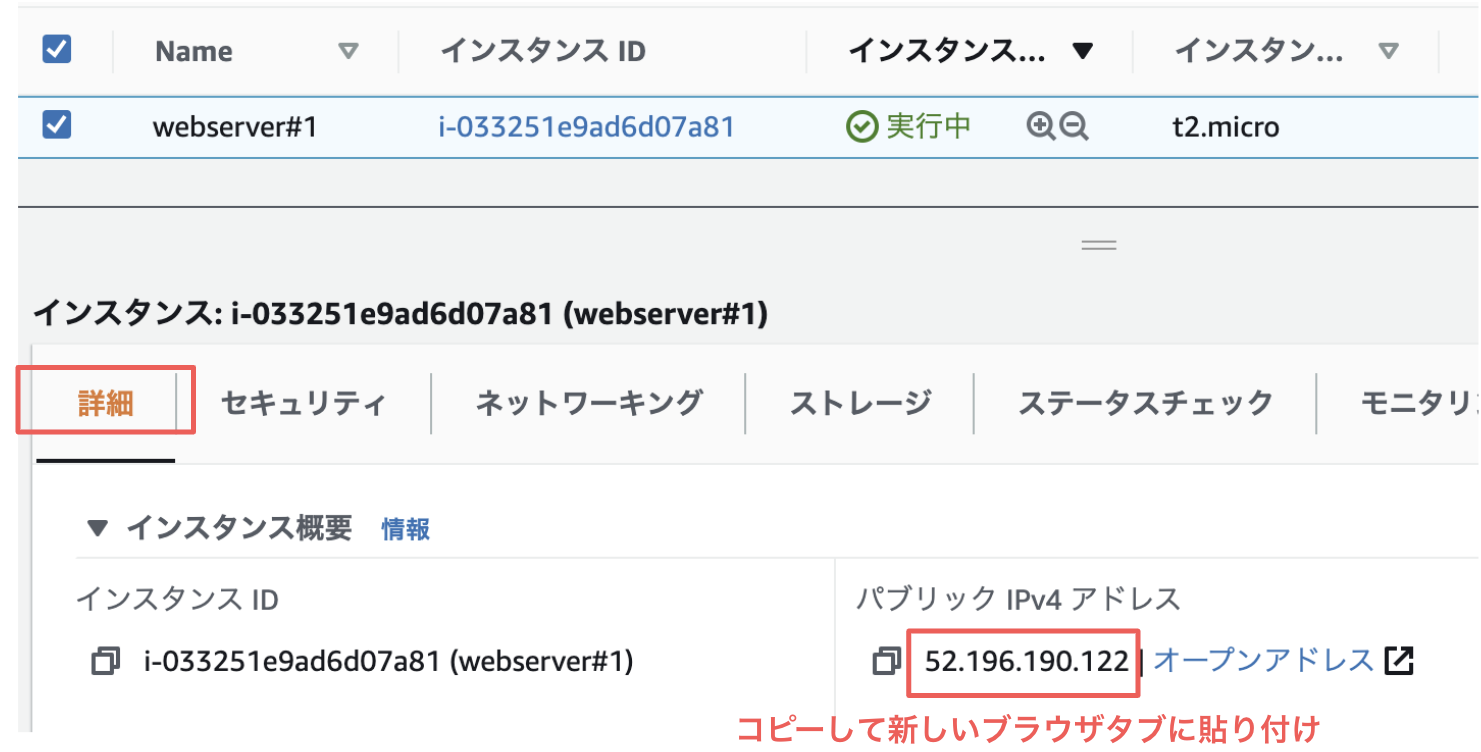 Name インスタンス ID インスタンス... インスタン...
webserver#1 i-033251e9ad6d07a81 実行中 t2.micro
インスタンス: i-033251e9ad6d07a81 (webserver#1)
詳細 セキュリティ ネットワーキング ストレージ ステータスチェック モニタリ
インスタンス概要 情報
インスタンス ID パブリック IPv4 アドレス
i-033251e9ad6d07a81 (webserver#1) 52.196.190.122 | オープンアドレス
コピーして新しいブラウザタブに貼り付け